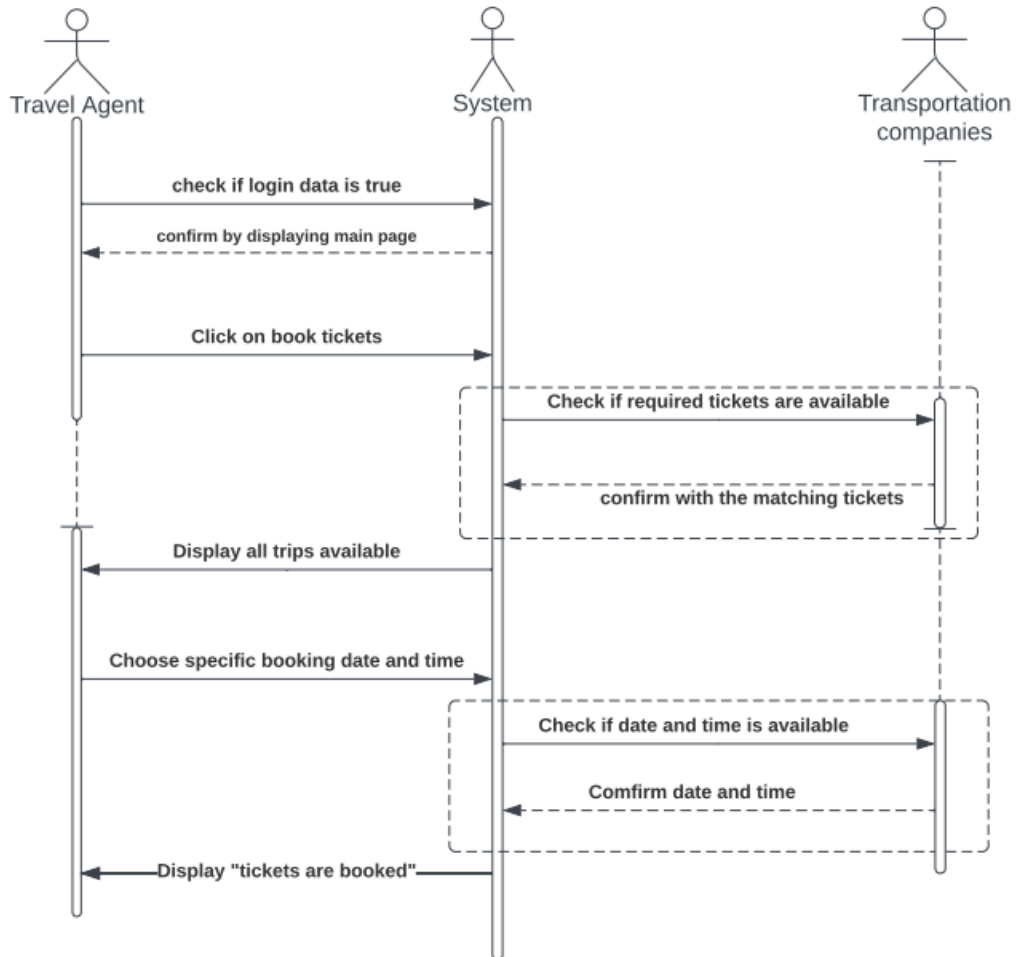 Travel Agent
System
Transportation
companies
check if login data is true
confirm by displaying main page
Click on book tickets
Check if required tickets are available
confirm with the matching tickets
Display all trips available
Choose specific booking date and time
Check if date and time is available
Comfirm date and time
Display "tickets are booked"